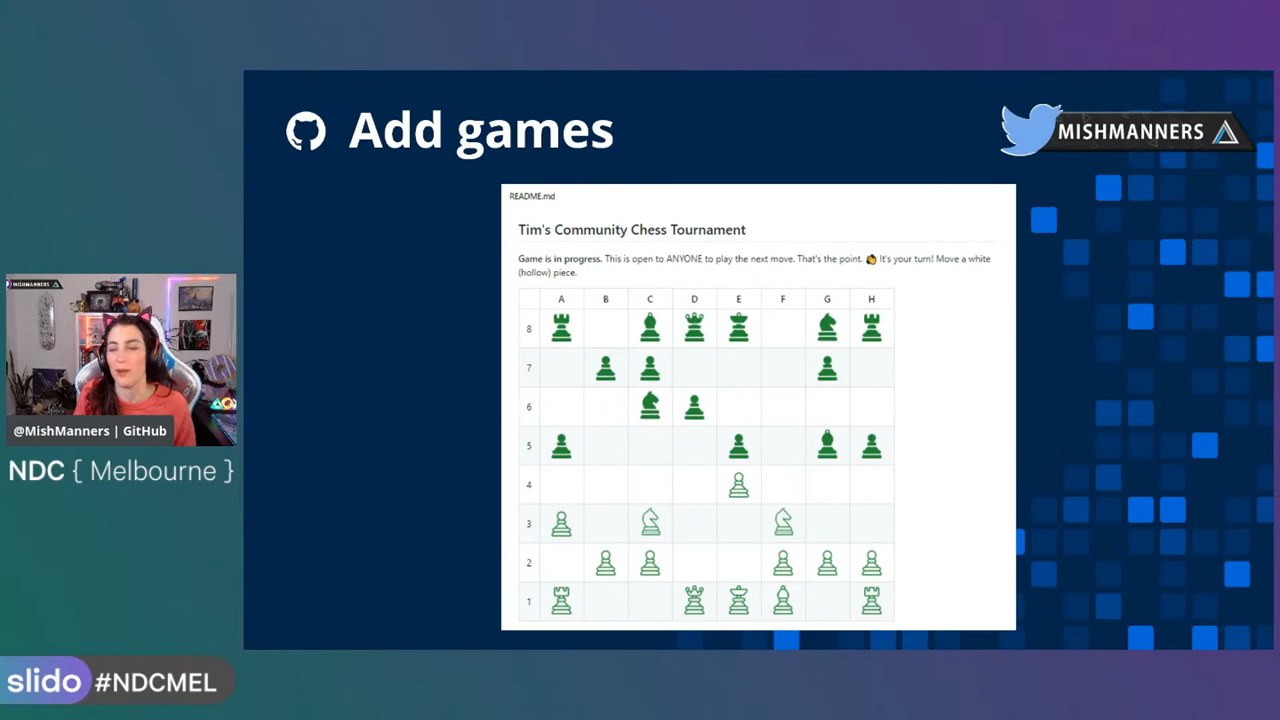 Add games
MISHMANNERS
README.md
Tim's Community Chess Tournament
Game is in progress. This is open to ANYONE to play the next move. That's the point. It's your turn! Move a white
(hollow) piece.
A B C D E F G H
8
7
6
5
4
3
2
1
MISHMANNERS
@MishManners | GitHub
NDC { Melbourne }
slido #NDCMEL